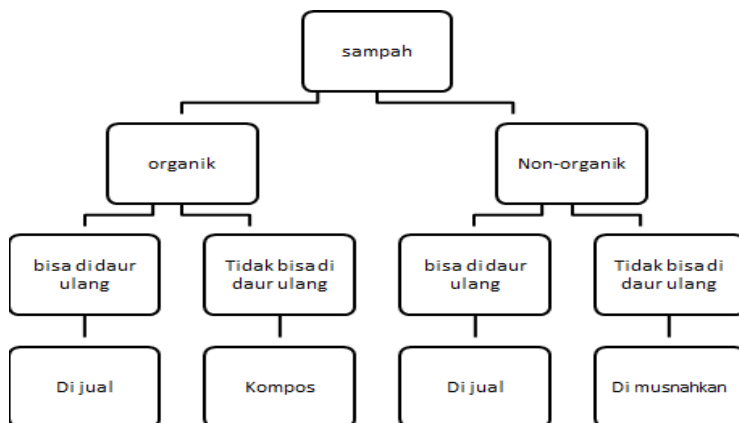 sampah
organik
Non-organik
bisa di daur
ulang
Tidak bisa di
daur ulang
bisa di daur
ulang
Tidak bisa di
daur ulang
Di jual
Kompos
Di jual
Di musnahkan